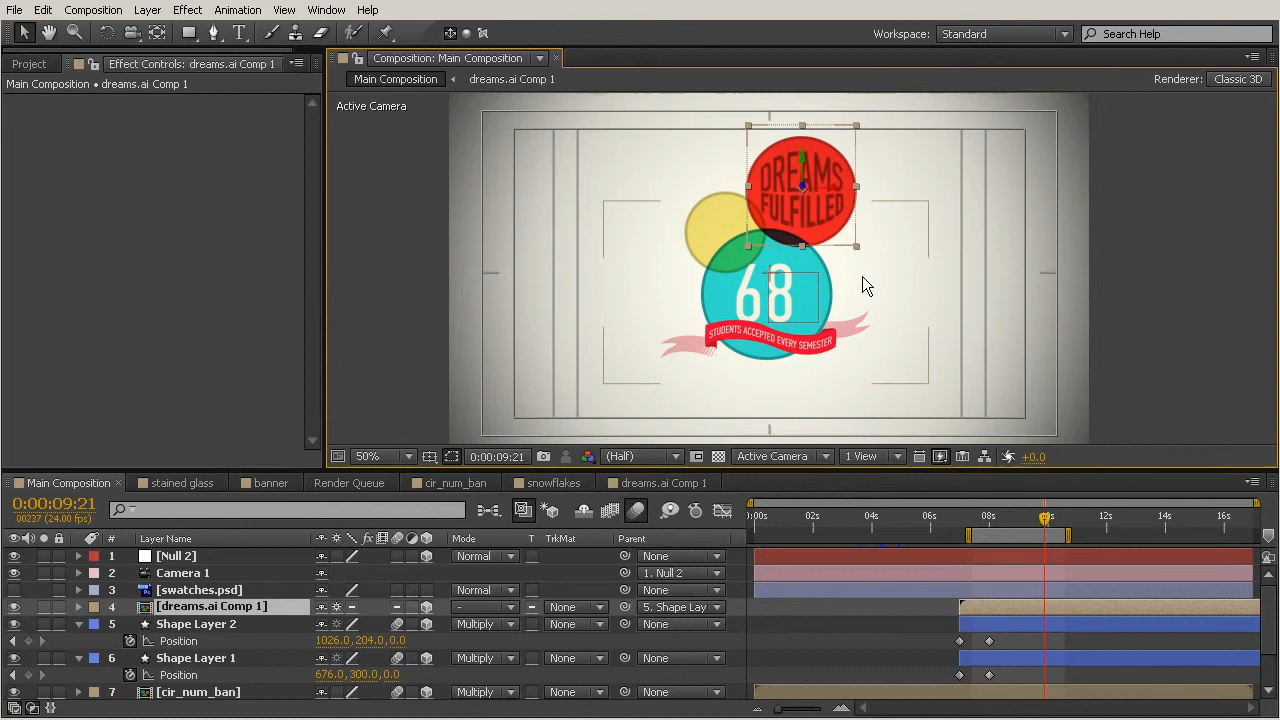 File Edit Composition Layer Effect Animation View Window Help
T Workspace: Standard Search Help
Project Effect Controls: dreams.ai Comp 1 Composition: Main Composition
Main Composition • dreams.ai Comp 1 Main Composition dreams.ai Comp 1 Renderer: Classic 3D
Active Camera
DREAMS
FULFILLED
68
STUDENTS ACCEPTED EVERY SEMESTER
50% 0:00:09:21 (Half) Active Camera 1 View +0.0
Main Composition stained glass banner Render Queue cir_num_ban snowflakes dreams.ai Comp 1
0:00:09:21
00237 (24.00 fps)
:00s 02s 04s 06s 08s 12s 14s 16s
# Layer Name fx Mode T TrkMat Parent
1 [Null 2] Normal None
2 Camera 1 1. Null 2
3 [swatches.psd] Normal None
4 [dreams.ai Comp 1] - None 5. Shape Lay
5 Shape Layer 2 Multiply None None
Position 1026.0,204.0,0.0
6 Shape Layer 1 Multiply None None
Position 676.0,300.0,0.0
7 [cir_num_ban] Multiply None None